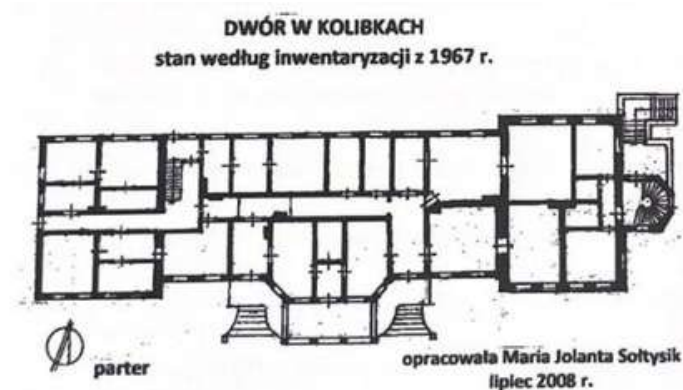 DWÓR W KOLIBKACH
stan według inwentaryzacji z 1967 r.
parter
opracowała Maria Jolanta Sołtysik
lipiec 2008 r.